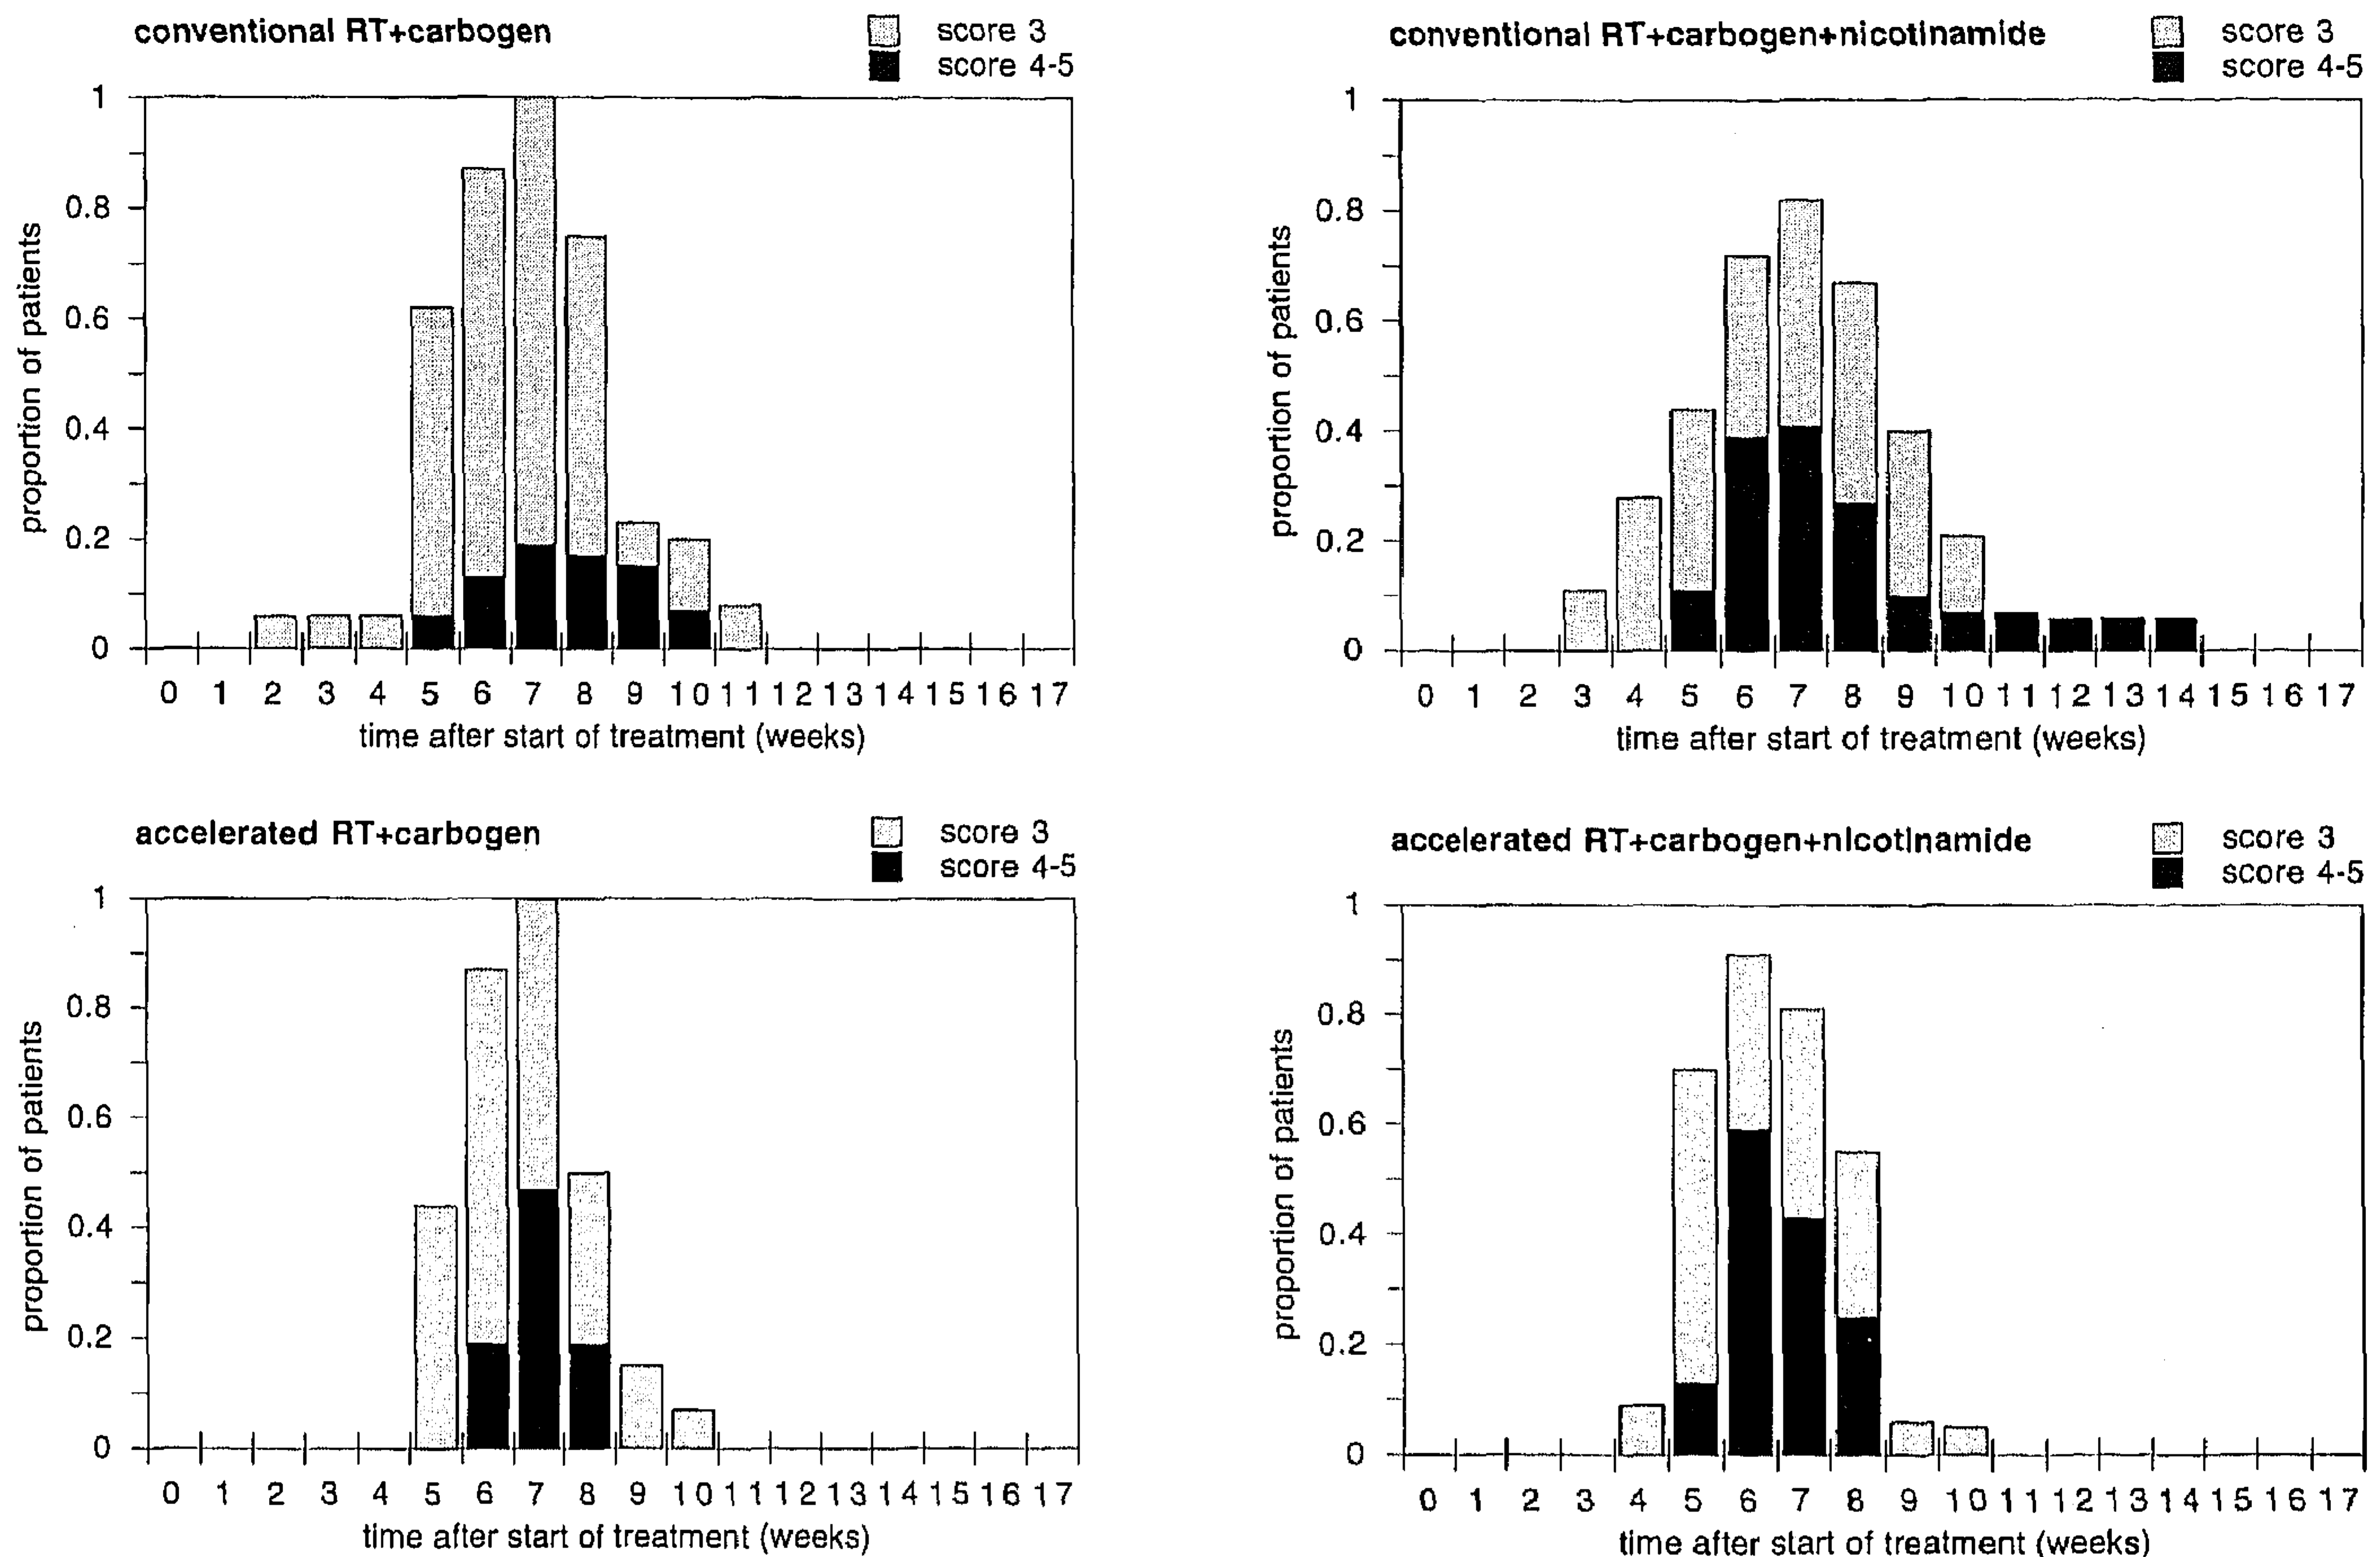 conventional RT+carbogen
score 3
score 4-5
proportion of patients
1
0.8
0.6
0.4
0.2
0
0 1 2 3 4 5 6 7 8 9 10 11 12 13 14 15 16 17
time after start of treatment (weeks)
conventional RT+carbogen+nicotinamide
score 3
score 4-5
proportion of patients
1
0.8
0.6
0.4
0.2
0
0 1 2 3 4 5 6 7 8 9 10 11 12 13 14 15 16 17
time after start of treatment (weeks)
accelerated RT+carbogen
score 3
score 4-5
proportion of patients
1
0.8
0.6
0.4
0.2
0
0 1 2 3 4 5 6 7 8 9 10 11 12 13 14 15 16 17
time after start of treatment (weeks)
accelerated RT+carbogen+nicotinamide
score 3
score 4-5
proportion of patients
1
0.8
0.6
0.4
0.2
0
0 1 2 3 4 5 6 7 8 9 10 11 12 13 14 15 16 17
time after start of treatment (weeks)